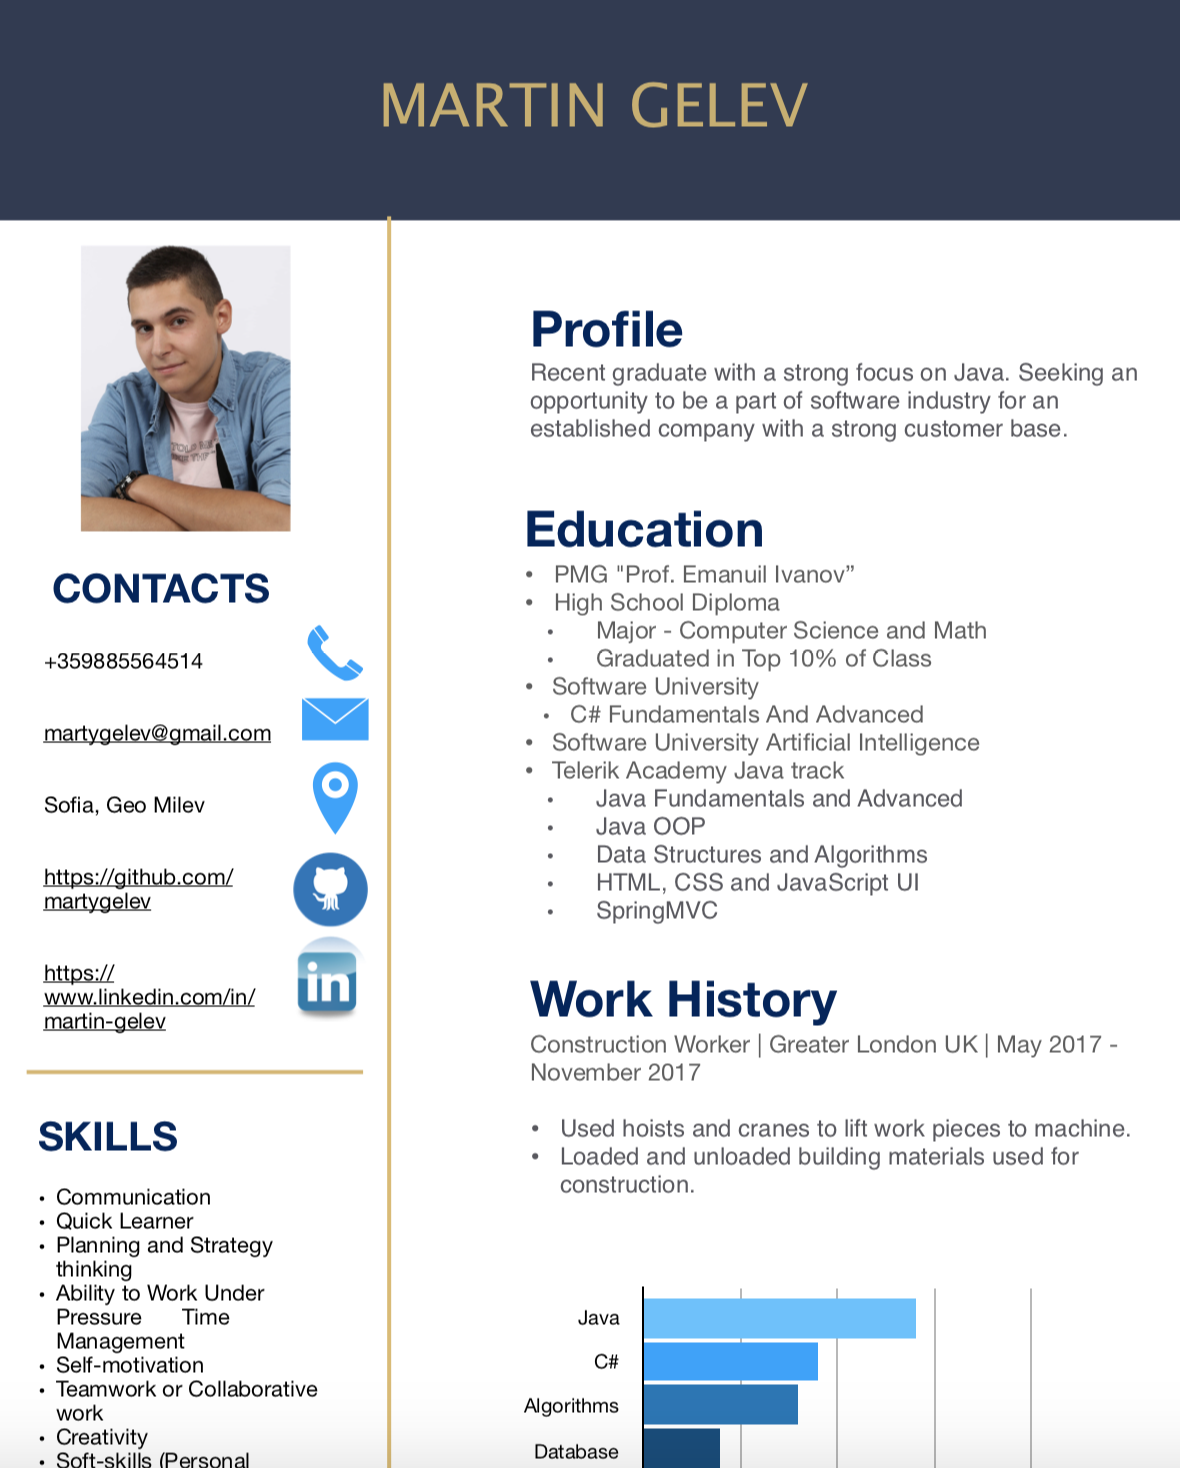 MARTIN GELEV
CONTACTS
+359885564514
martygelev@gmail.com
Sofia, Geo Milev
https://github.com/
martygelev
https://
www.linkedin.com/in/
martin-gelev
in
SKILLS
• Communication
• Quick Learner
• Planning and Strategy
thinking
• Ability to Work Under
Pressure Time
Management
• Self-motivation
• Teamwork or Collaborative
work
• Creativity
• Soft-skills (Personal
Profile
Recent graduate with a strong focus on Java. Seeking an
opportunity to be a part of software industry for an
established company with a strong customer base.
Education
• PMG "Prof. Emanuil Ivanov”
• High School Diploma
• Major - Computer Science and Math
• Graduated in Top 10% of Class
• Software University
• C# Fundamentals And Advanced
• Software University Artificial Intelligence
• Telerik Academy Java track
• Java Fundamentals and Advanced
• Java OOP
• Data Structures and Algorithms
• HTML, CSS and JavaScript UI
• SpringMVC
Work History
Construction Worker | Greater London UK | May 2017 -
November 2017
• Used hoists and cranes to lift work pieces to machine.
• Loaded and unloaded building materials used for
construction.
Java
C#
Algorithms
Database